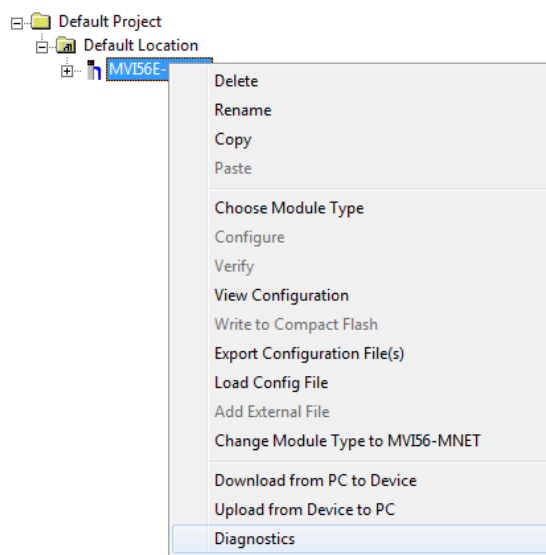 Default Project
Default Location
MVI56E-
Delete
Rename
Copy
Paste
Choose Module Type
Configure
Verify
View Configuration
Write to Compact Flash
Export Configuration File(s)
Load Config File
Add External File
Change Module Type to MVI56-MNET
Download from PC to Device
Upload from Device to PC
Diagnostics